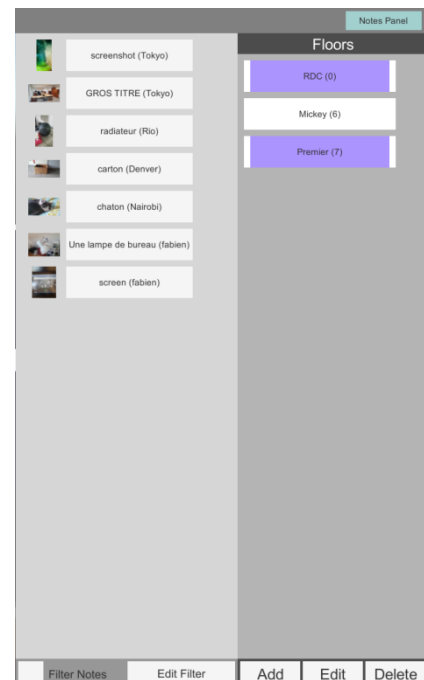 Notes Panel
Floors
screenshot (Tokyo)
GROS TITRE (Tokyo)
radiateur (Rio)
carton (Denver)
chaton (Nairobi)
Une lampe de bureau (fabien)
screen (fabien)
RDC (0)
Mickey (6)
Premier (7)
Filter Notes
Edit Filter
Add
Edit
Delete